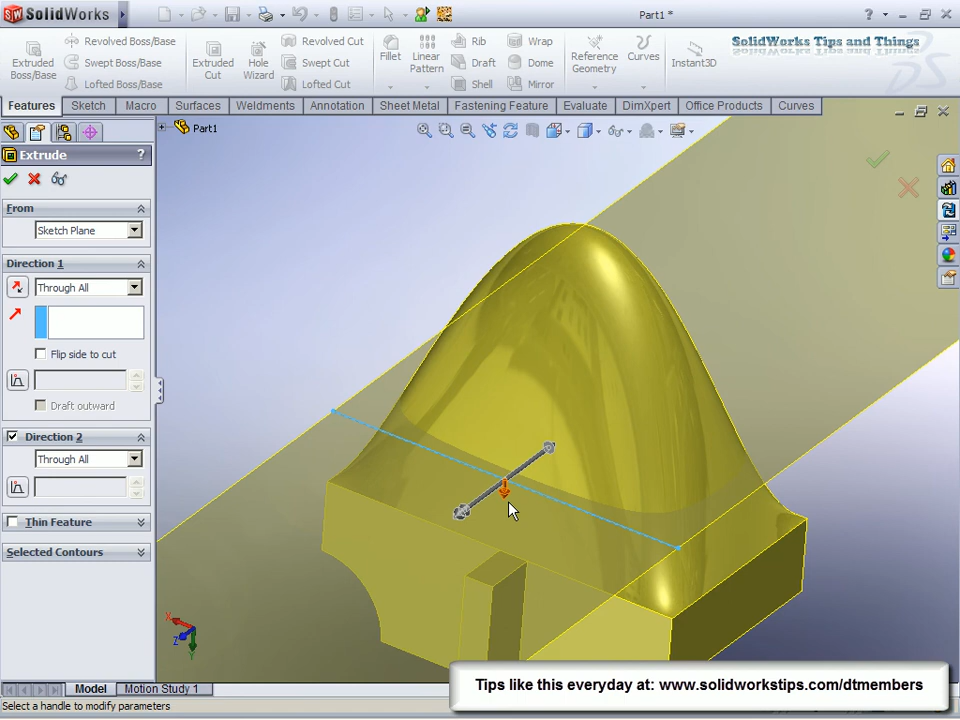 SolidWorks
Part1 *
SolidWorks Tips and Things
Extruded Boss/Base
Revolved Boss/Base
Swept Boss/Base
Lofted Boss/Base
Extruded Cut
Hole Wizard
Revolved Cut
Swept Cut
Lofted Cut
Fillet
Linear Pattern
Rib
Draft
Shell
Wrap
Dome
Mirror
Reference Geometry
Curves
Instant3D
Features
Sketch
Macro
Surfaces
Weldments
Annotation
Sheet Metal
Fastening Feature
Evaluate
DimXpert
Office Products
Curves
Part1
Extrude
?
From
Sketch Plane
Direction 1
Through All
Flip side to cut
Draft outward
Direction 2
Through All
Thin Feature
Selected Contours
X
Z
Y
Model
Motion Study 1
Tips like this everyday at: www.solidworkstips.com/dtmembers
Select a handle to modify parameters